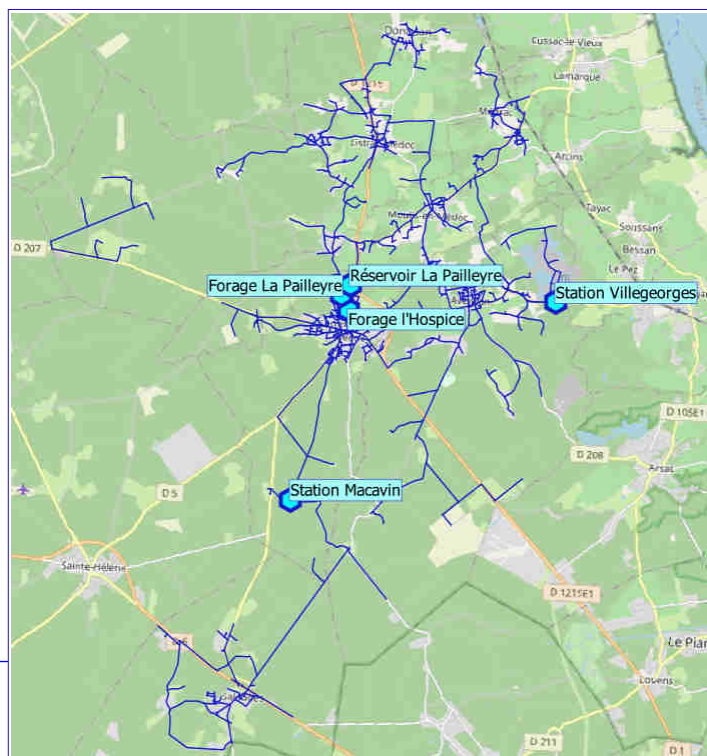 Cussac-le-Vieux
Lamarque
Arcins
Tayac
Soussans
Bessan
Le Pez
D 207
Réservoir La Pailleyre
Forage La Pailleyre
Station Villegeorges
Forage l'Hospice
D 105E1
D 208
Arsac
D 5
Station Macavin
Sainte-Hélène
D 1215E1
Le Pian
Louens
D 211
D 1